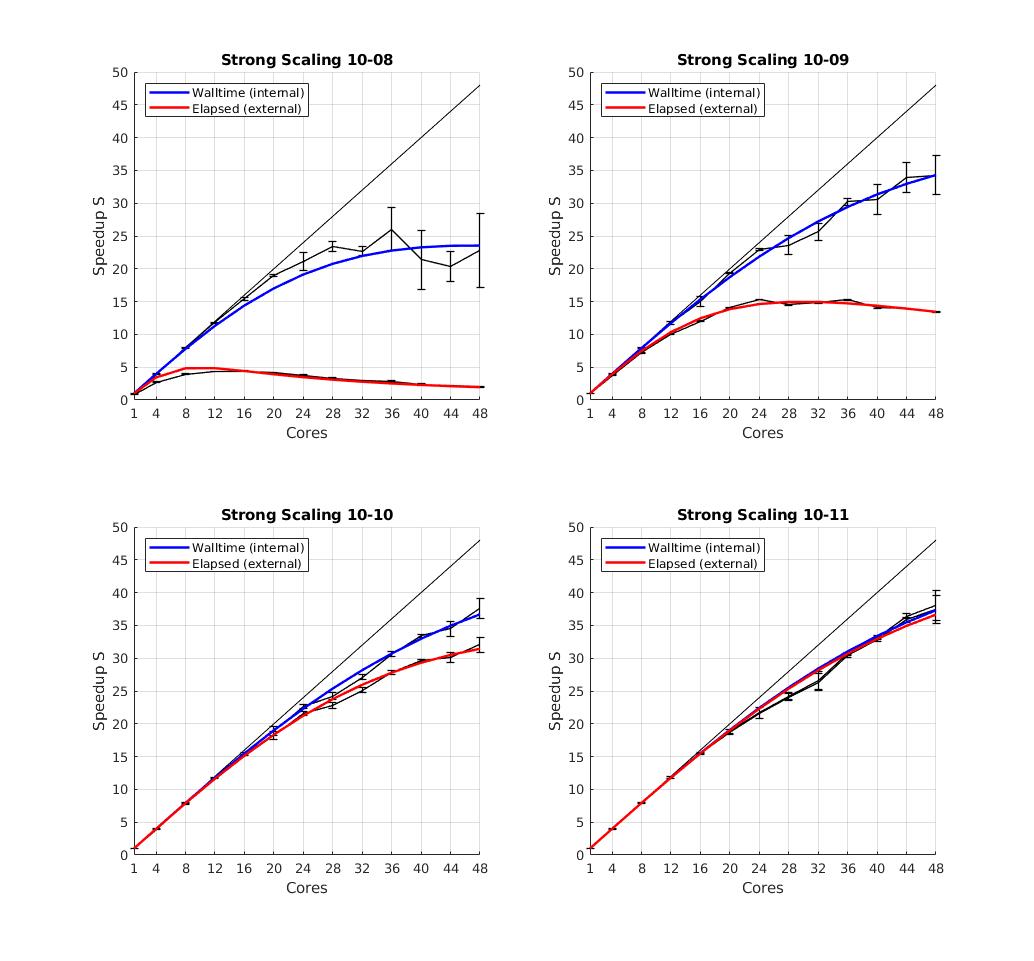 Strong Scaling 10-08
50
45
40
35
30
25
20
15
10
5
0
Speedup S
Walltime (internal)
Elapsed (external)
1 4 8 12 16 20 24 28 32 36 40 44 48
Cores
Strong Scaling 10-09
50
45
40
35
30
25
20
15
10
5
0
Speedup S
Walltime (internal)
Elapsed (external)
1 4 8 12 16 20 24 28 32 36 40 44 48
Cores
Strong Scaling 10-10
50
45
40
35
30
25
20
15
10
5
0
Speedup S
Walltime (internal)
Elapsed (external)
1 4 8 12 16 20 24 28 32 36 40 44 48
Cores
Strong Scaling 10-11
50
45
40
35
30
25
20
15
10
5
0
Speedup S
Walltime (internal)
Elapsed (external)
1 4 8 12 16 20 24 28 32 36 40 44 48
Cores